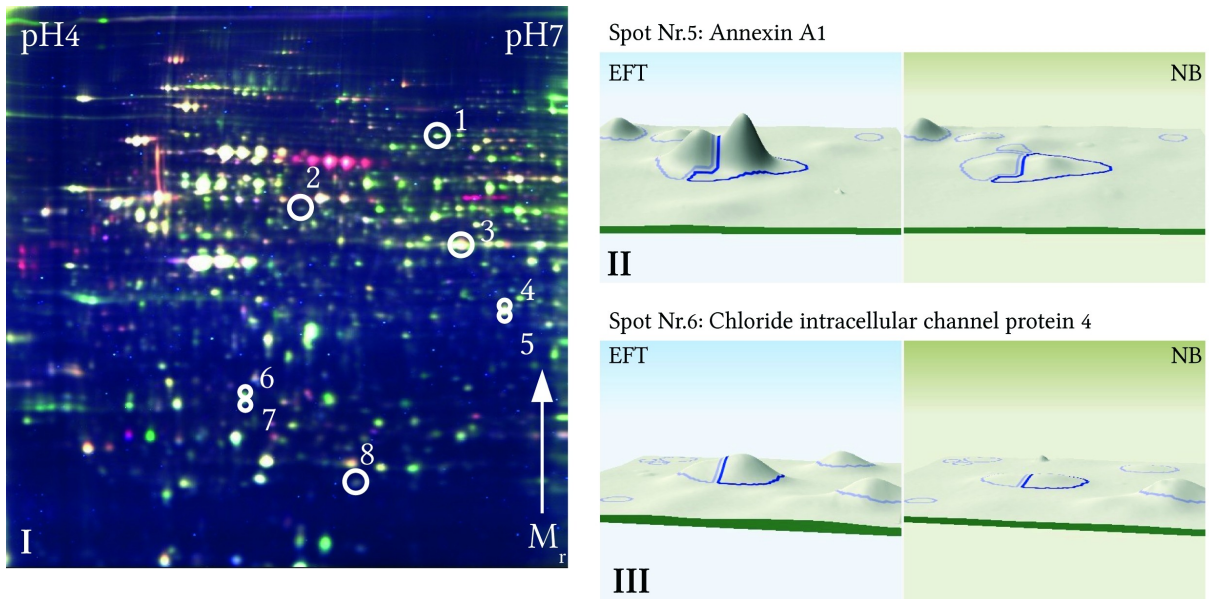 pH4
pH7
1
2
3
4
5
6
7
8
I
Mr
Spot Nr.5: Annexin A1
EFT
NB
II
Spot Nr.6: Chloride intracellular channel protein 4
EFT
NB
III